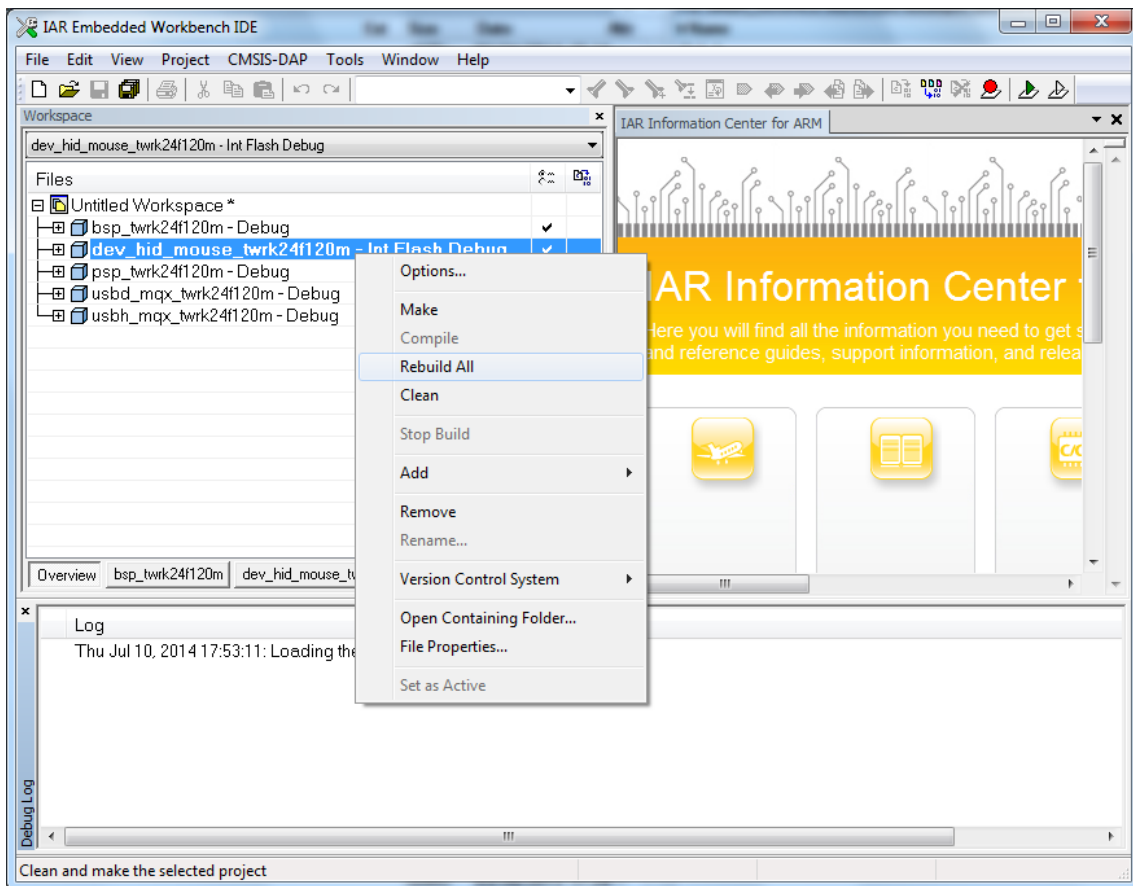 IAR Embedded Workbench IDE
File Edit View Project CMSIS-DAP Tools Window Help
Workspace
dev_hid_mouse_twrk24f120m - Int Flash Debug
Files
Untitled Workspace *
bsp_twrk24f120m - Debug
dev_hid_mouse_twrk24f120m - Int Flash Debug
psp_twrk24f120m - Debug
usbd_mqx_twrk24f120m - Debug
usbh_mqx_twrk24f120m - Debug
Overview bsp_twrk24f120m dev_hid_mouse_tw
IAR Information Center for ARM
IAR Information Center
Here you will find all the information you need to get s
and reference guides, support information, and relea
C/C
Options...
Make
Compile
Rebuild All
Clean
Stop Build
Add
Remove
Rename...
Version Control System
Open Containing Folder...
File Properties...
Set as Active
Log
Thu Jul 10, 2014 17:53:11: Loading the
Debug Log
Clean and make the selected project